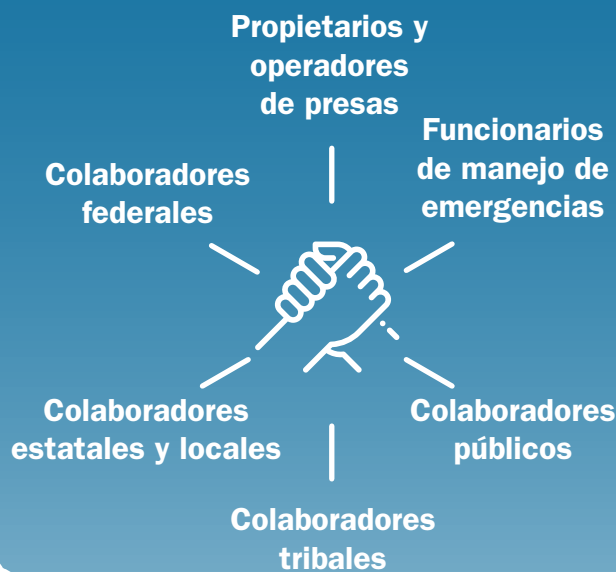 Propietarios y
operadores
de presas
Funcionarios
de manejo de
emergencias
Colaboradores
federales
Colaboradores
estatales y locales
Colaboradores
públicos
Colaboradores
tribales